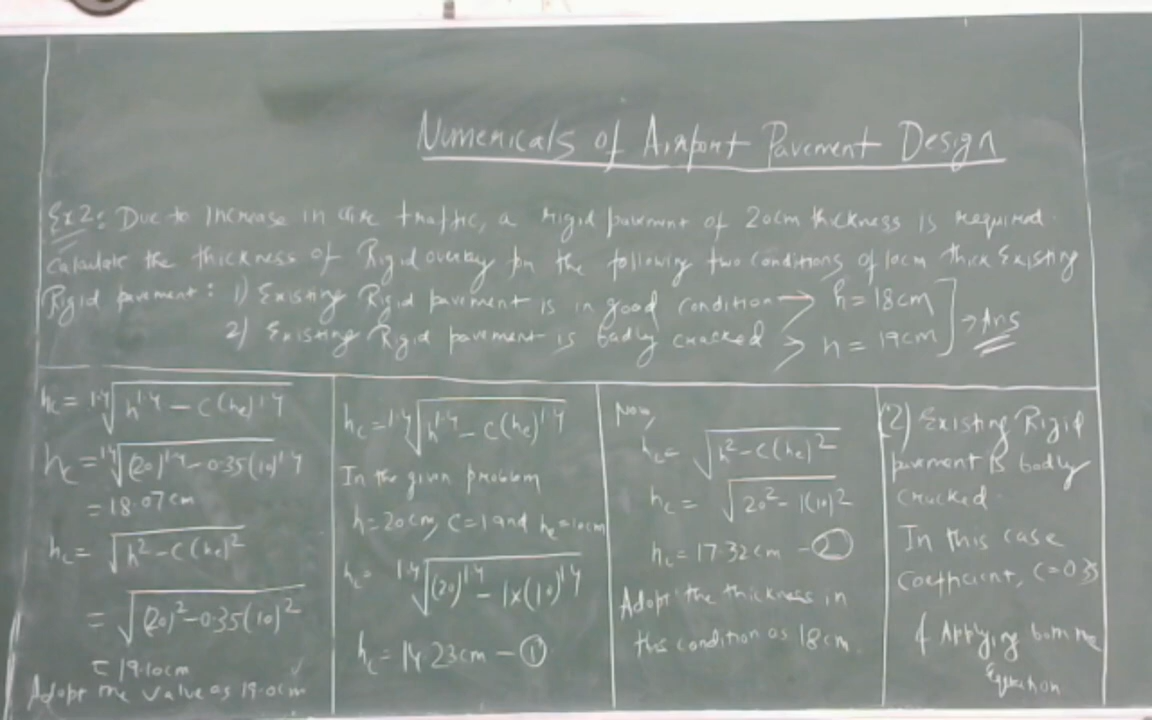 Numericals of Airport Pavement Design
Ex2: Due to increase in air traffic, a rigid pavement of 20cm thickness is required.
Calculate the thickness of Rigid overlay for the following two conditions of 10cm thick Existing
Rigid pavement: 1) Existing Rigid pavement is in good condition → h = 18cm
2) Existing Rigid pavement is badly cracked → h = 19cm
→ Ans
hc = 1.4√(h^1.4 − C(he)^1.4)
hc = 1.4√((20)^1.4 − 0.35(10)^1.4)
= 18.07cm
hc = √(h² − C(he)²)
= √((20)² − 0.35(10)²)
= 19.10cm
Adopt the value as 19.0cm
hc = 1.4√(h^1.4 − C(he)^1.4)
In the given problem
h = 20cm, C = 1 and he = 10cm
hc = 1.4√((20)^1.4 − 1×(10)^1.4)
hc = 14.23cm − ①
Now,
hc = √(h² − C(he)²)
hc = √(20² − 1(10)²)
hc = 17.32cm − ②
Adopt the thickness in
this condition as 18cm.
(2) Existing Rigid
pavement is badly
cracked.
In this case
Coefficient, C = 0.35
& Applying both the
Equation